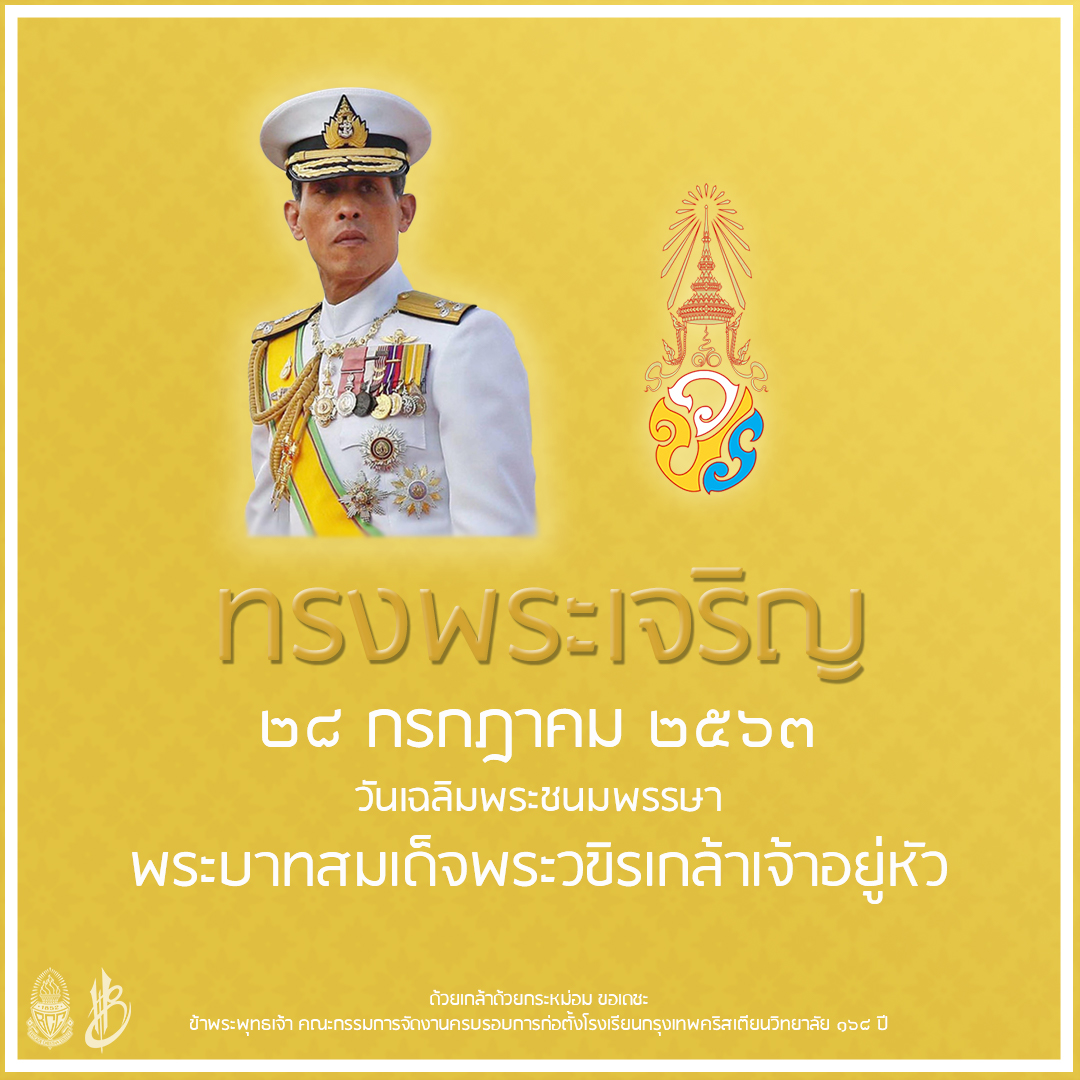 ทรงพระเจริญ
๒๘ กรกฎาคม ๒๕๖๓
วันเฉลิมพระชนมพรรษา
พระบาทสมเด็จพระวชิรเกล้าเจ้าอยู่หัว
ด้วยเกล้าด้วยกระหม่อม ขอเดชะ
ข้าพระพุทธเจ้า คณะกรรมการจัดงานครบรอบการก่อตั้งโรงเรียนกรุงเทพคริสเตียนวิทยาลัย ๑๖๘ ปี